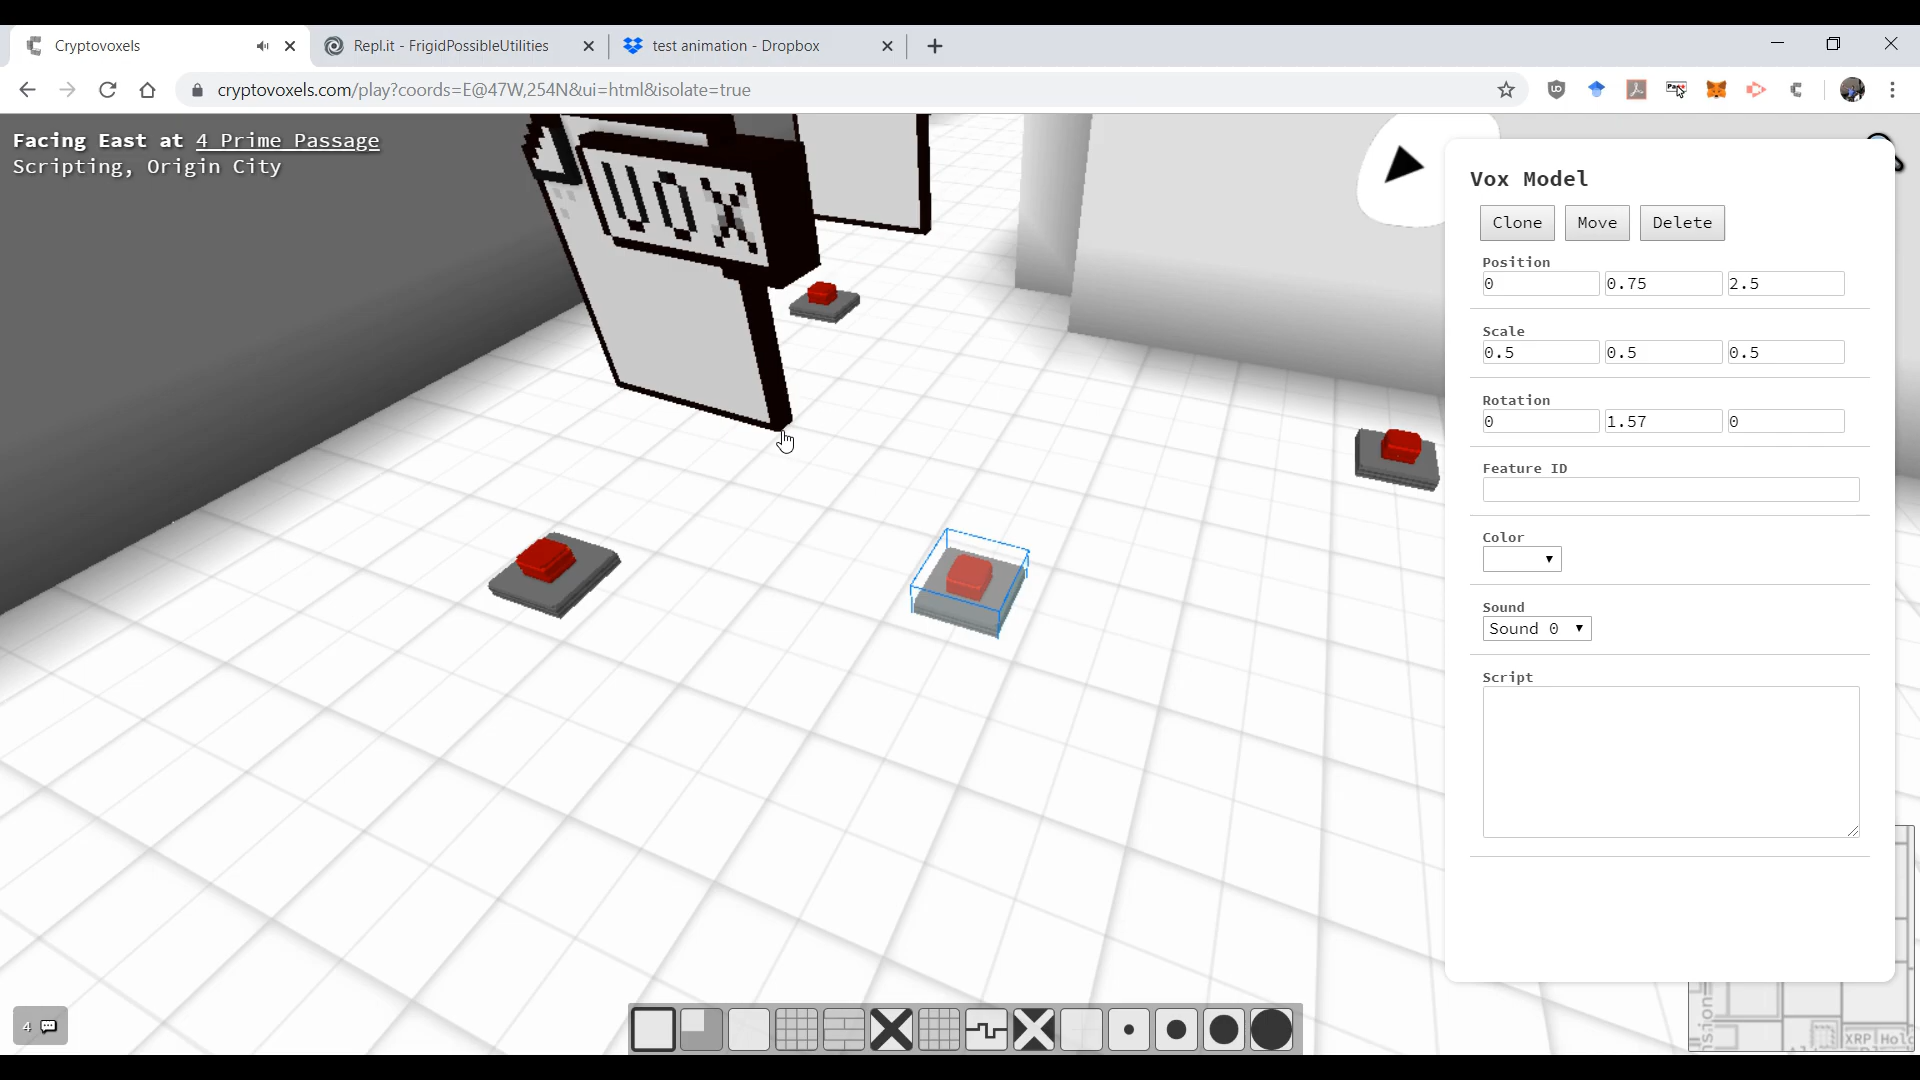 Cryptovoxels
Repl.it - FrigidPossibleUtilities
test animation - Dropbox
cryptovoxels.com/play?coords=E@47W,254N&ui=html&isolate=true
Facing East at 4 Prime Passage
Scripting, Origin City
VOX
Vox Model
Clone Move Delete
Position
0 0.75 2.5
Scale
0.5 0.5 0.5
Rotation
0 1.57 0
Feature ID
Color
Sound
Sound 0
Script
4
XRP Hol